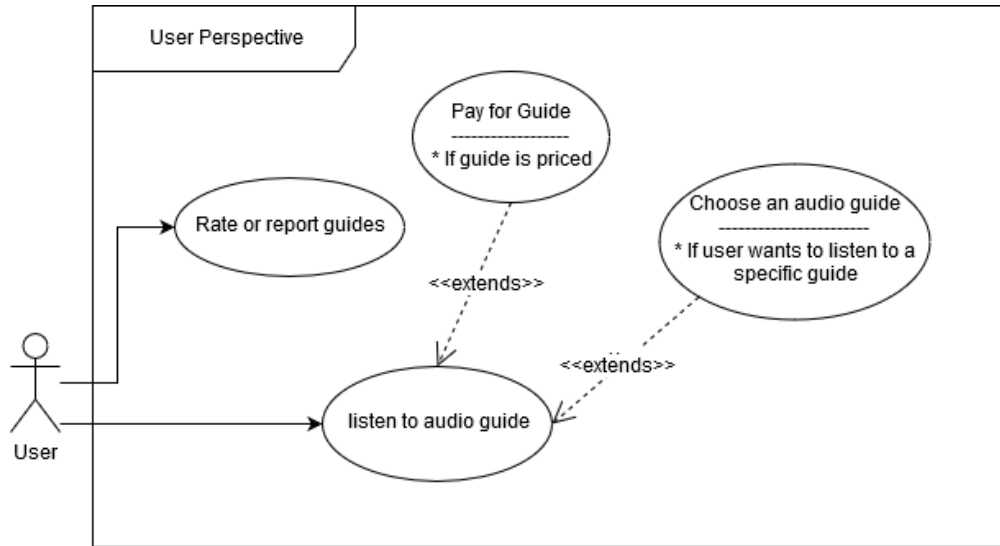 User Perspective
Pay for Guide
--------------------
* If guide is priced
Choose an audio guide
-------------------------
* If user wants to listen to a
specific guide
Rate or report guides
<<extends>>
<<extends>>
listen to audio guide
User